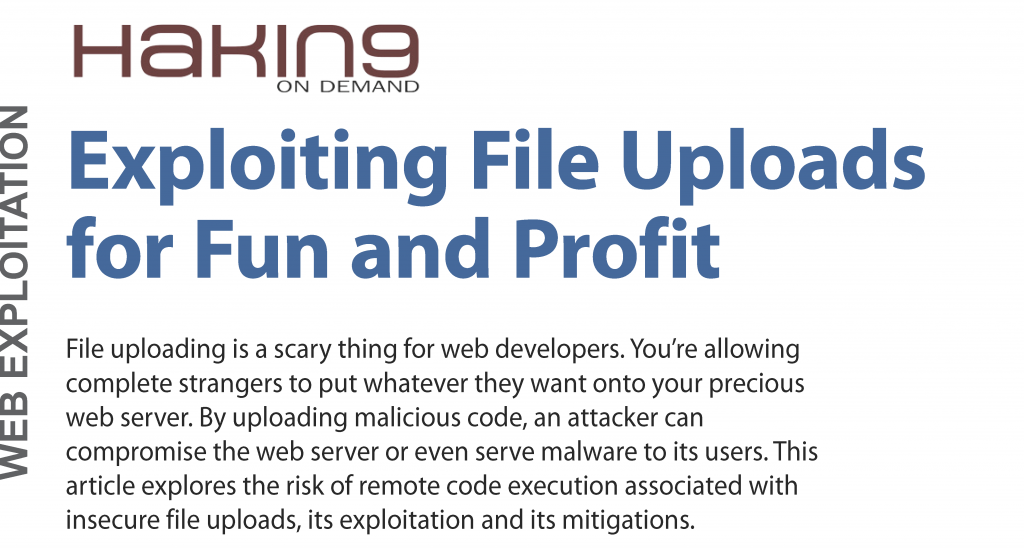 Hakin9
ON DEMAND
WEB EXPLOITATION
Exploiting File Uploads
for Fun and Profit
File uploading is a scary thing for web developers. You’re allowing
complete strangers to put whatever they want onto your precious
web server. By uploading malicious code, an attacker can
compromise the web server or even serve malware to its users. This
article explores the risk of remote code execution associated with
insecure file uploads, its exploitation and its mitigations.